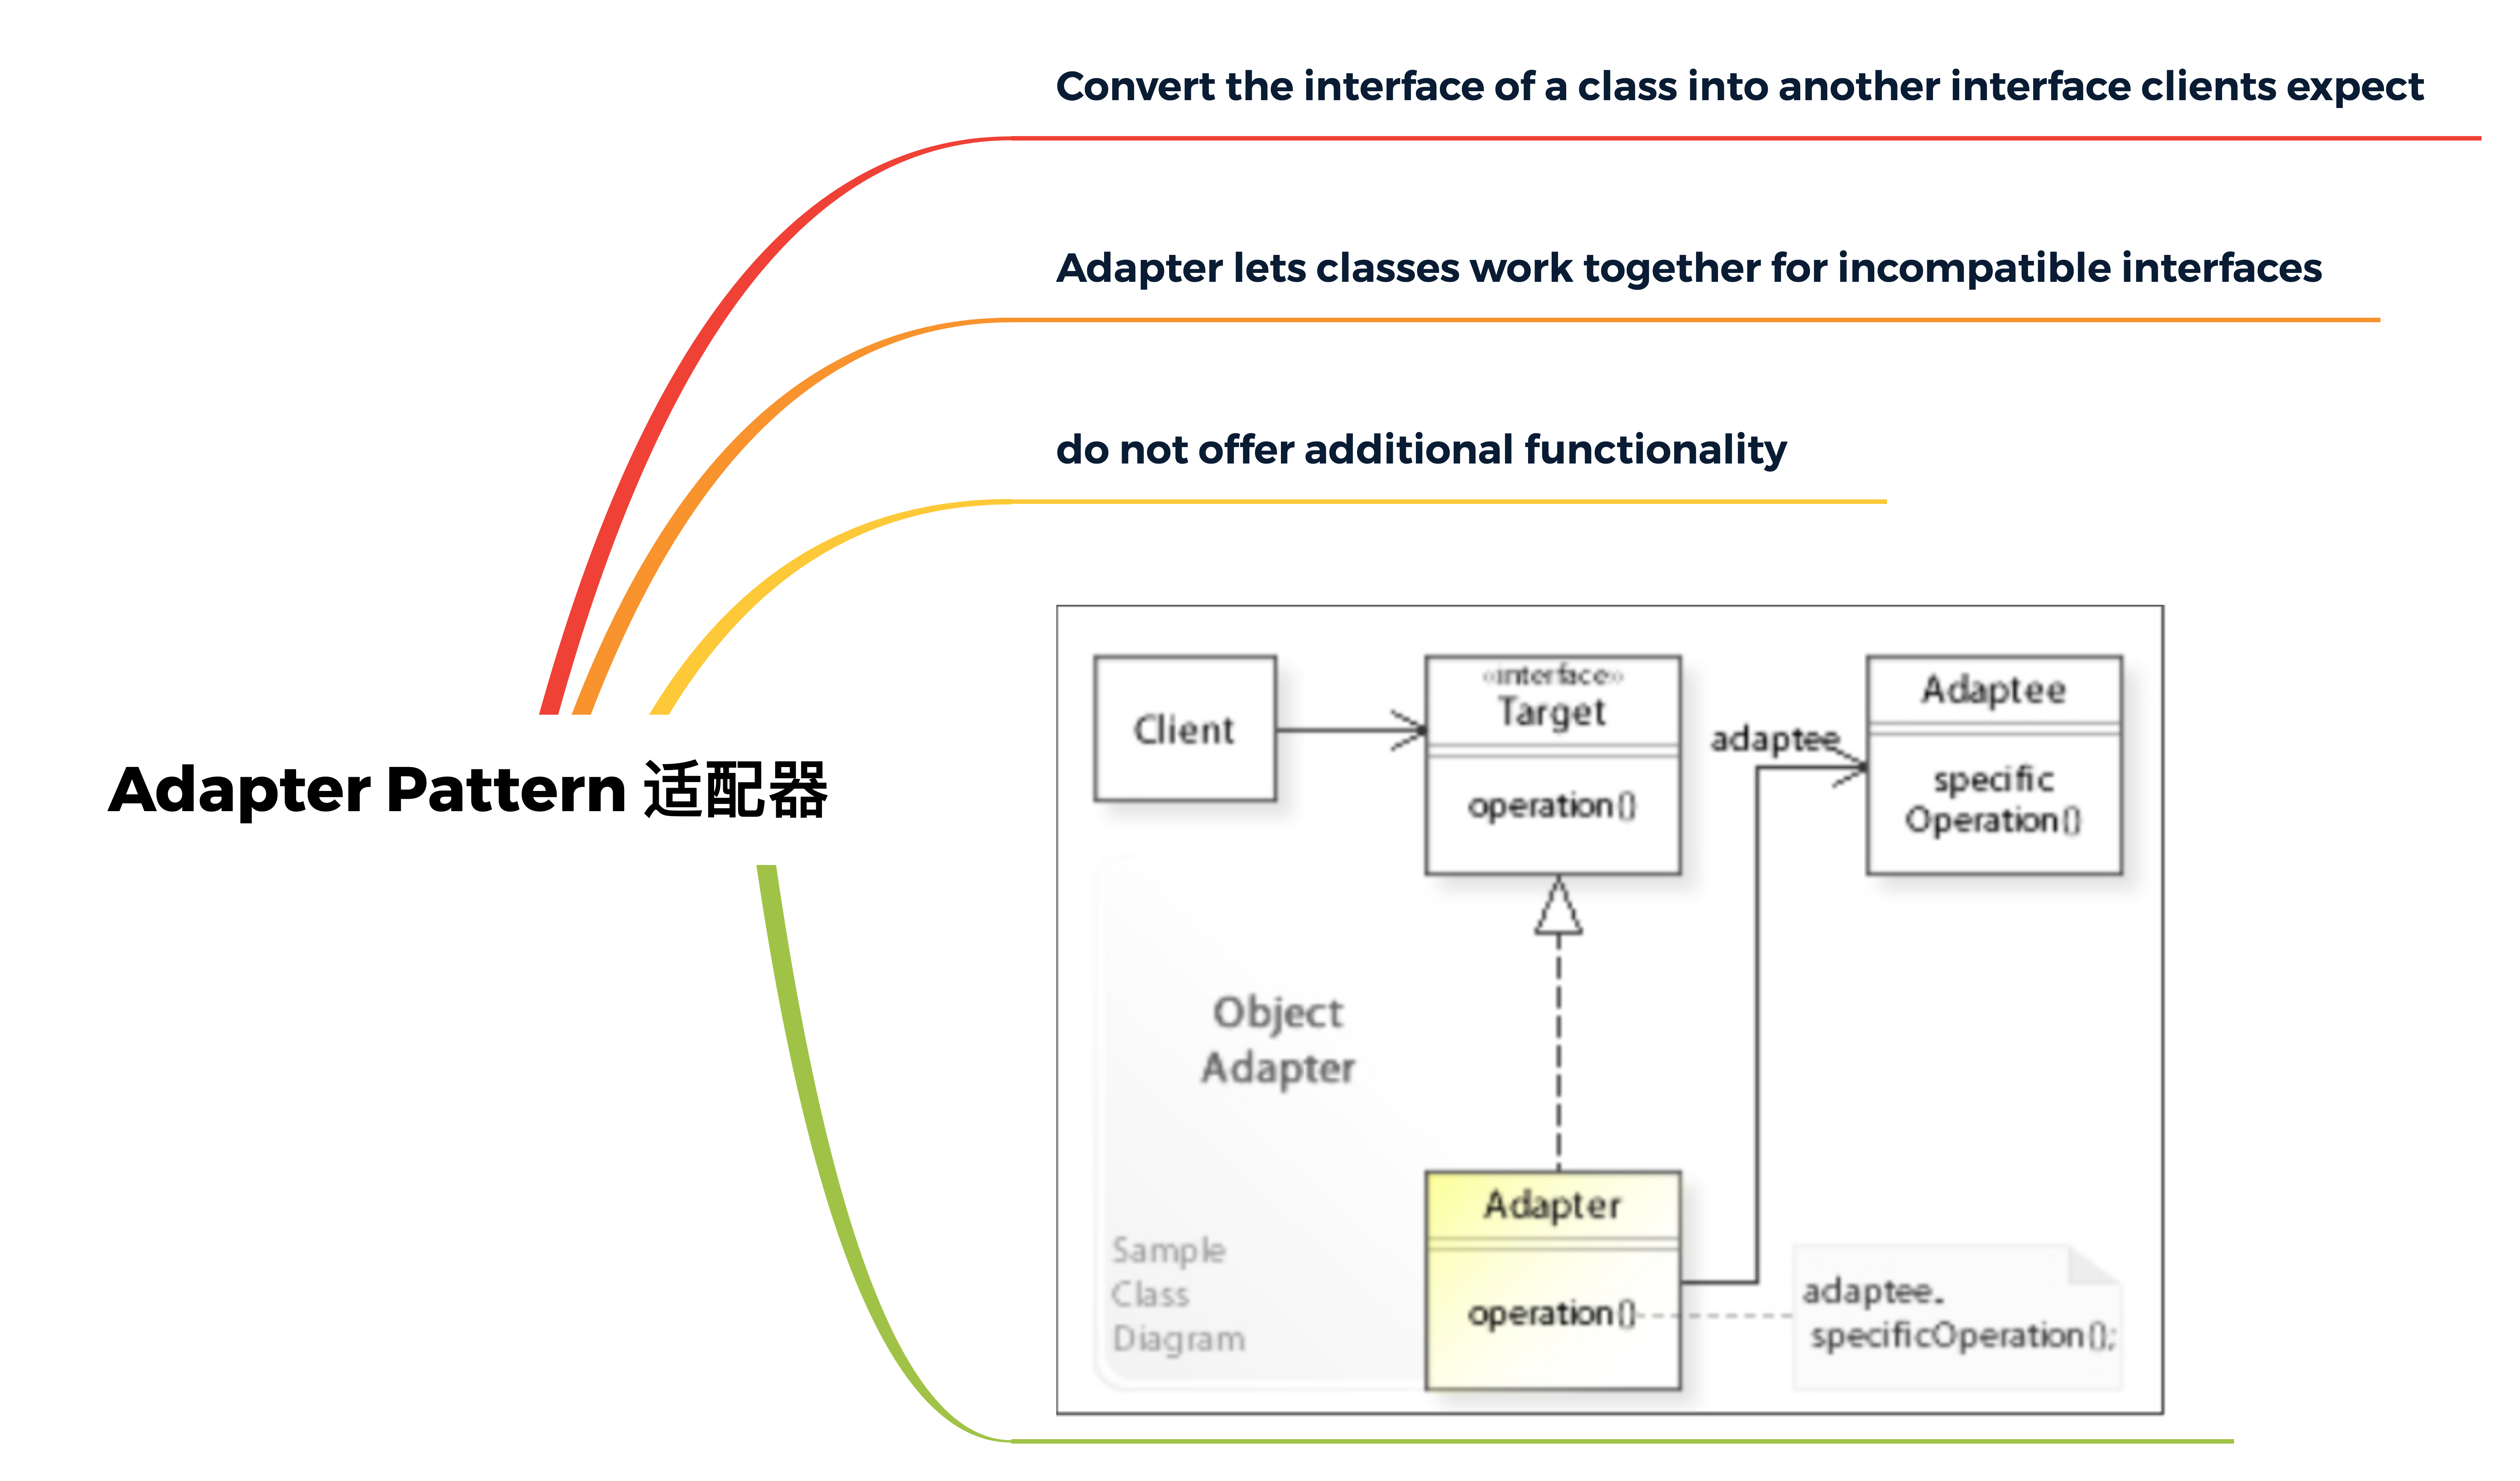 Convert the interface of a class into another interface clients expect
Adapter lets classes work together for incompatible interfaces
do not offer additional functionality
Adapter Pattern 适配器
Client
«interface»
Target
operation()
adaptee
Adaptee
specific
Operation()
Object
Adapter
Sample
Class
Diagram
Adapter
operation()
adaptee.
specificOperation();